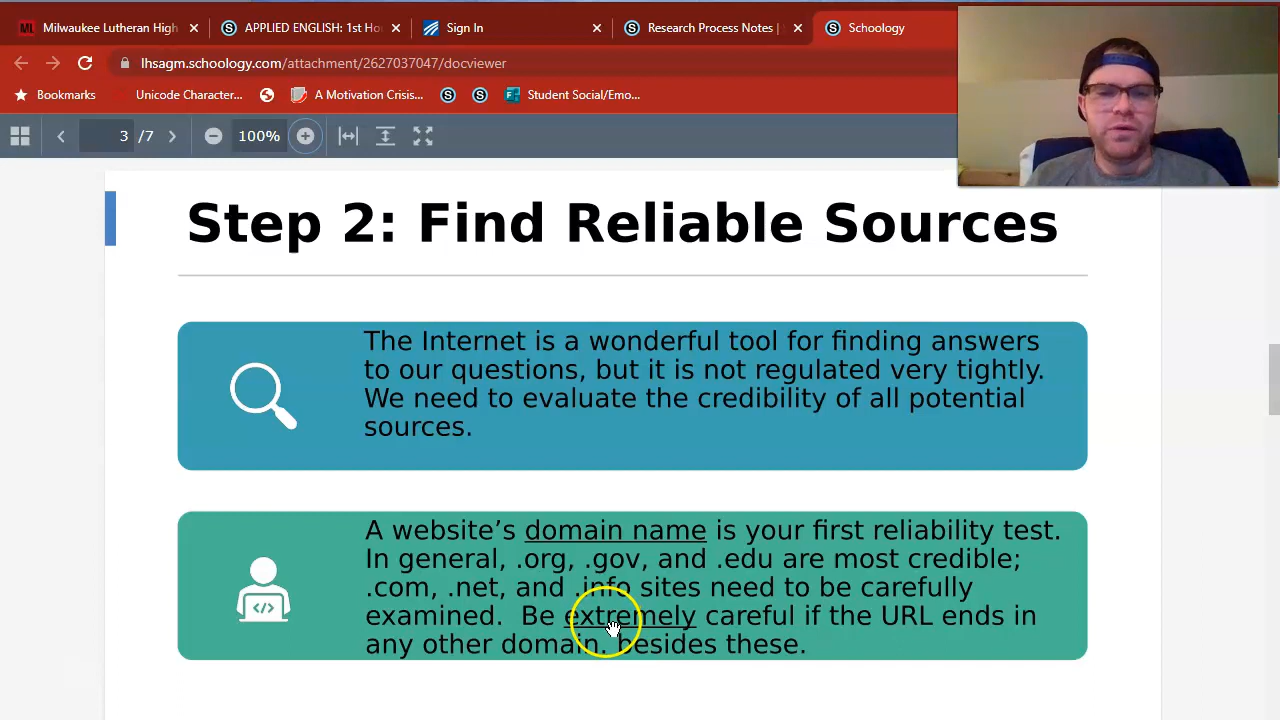 Milwaukee Lutheran High
APPLIED ENGLISH: 1st Ho
Sign In
Research Process Notes |
Schoology
lhsagm.schoology.com/attachment/2627037047/docviewer
Bookmarks
Unicode Character...
A Motivation Crisis...
Student Social/Emo...
3 /7
100%
Step 2: Find Reliable Sources
The Internet is a wonderful tool for finding answers
to our questions, but it is not regulated very tightly.
We need to evaluate the credibility of all potential
sources.
A website’s domain name is your first reliability test.
In general, .org, .gov, and .edu are most credible;
.com, .net, and .info sites need to be carefully
examined.  Be extremely careful if the URL ends in
any other domain. besides these.